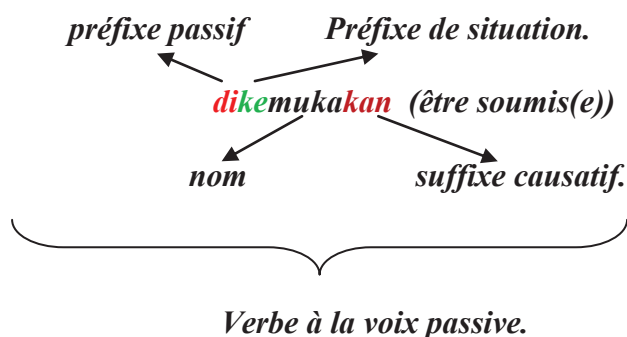 préfixe passif Préfixe de situation.
dikemukakan (être soumis(e))
nom suffixe causatif.
Verbe à la voix passive.